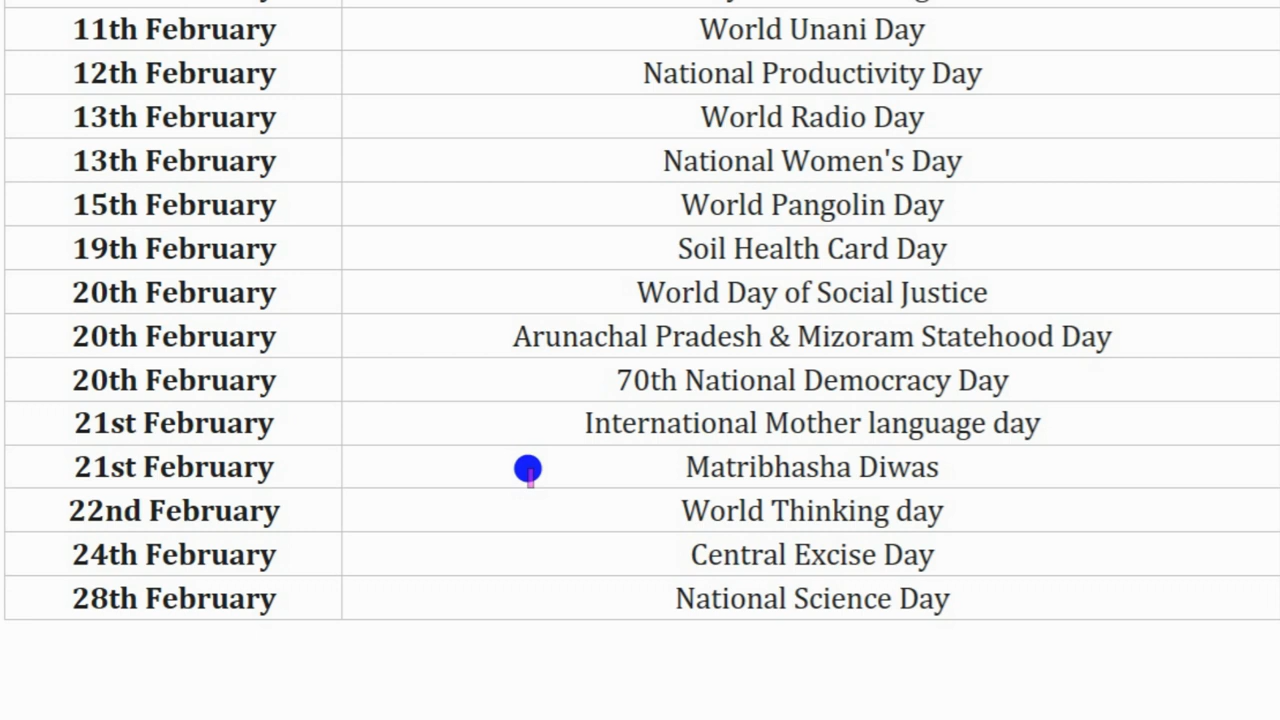 11th February World Unani Day
12th February National Productivity Day
13th February World Radio Day
13th February National Women's Day
15th February World Pangolin Day
19th February Soil Health Card Day
20th February World Day of Social Justice
20th February Arunachal Pradesh & Mizoram Statehood Day
20th February 70th National Democracy Day
21st February International Mother language day
21st February Matribhasha Diwas
22nd February World Thinking day
24th February Central Excise Day
28th February National Science Day